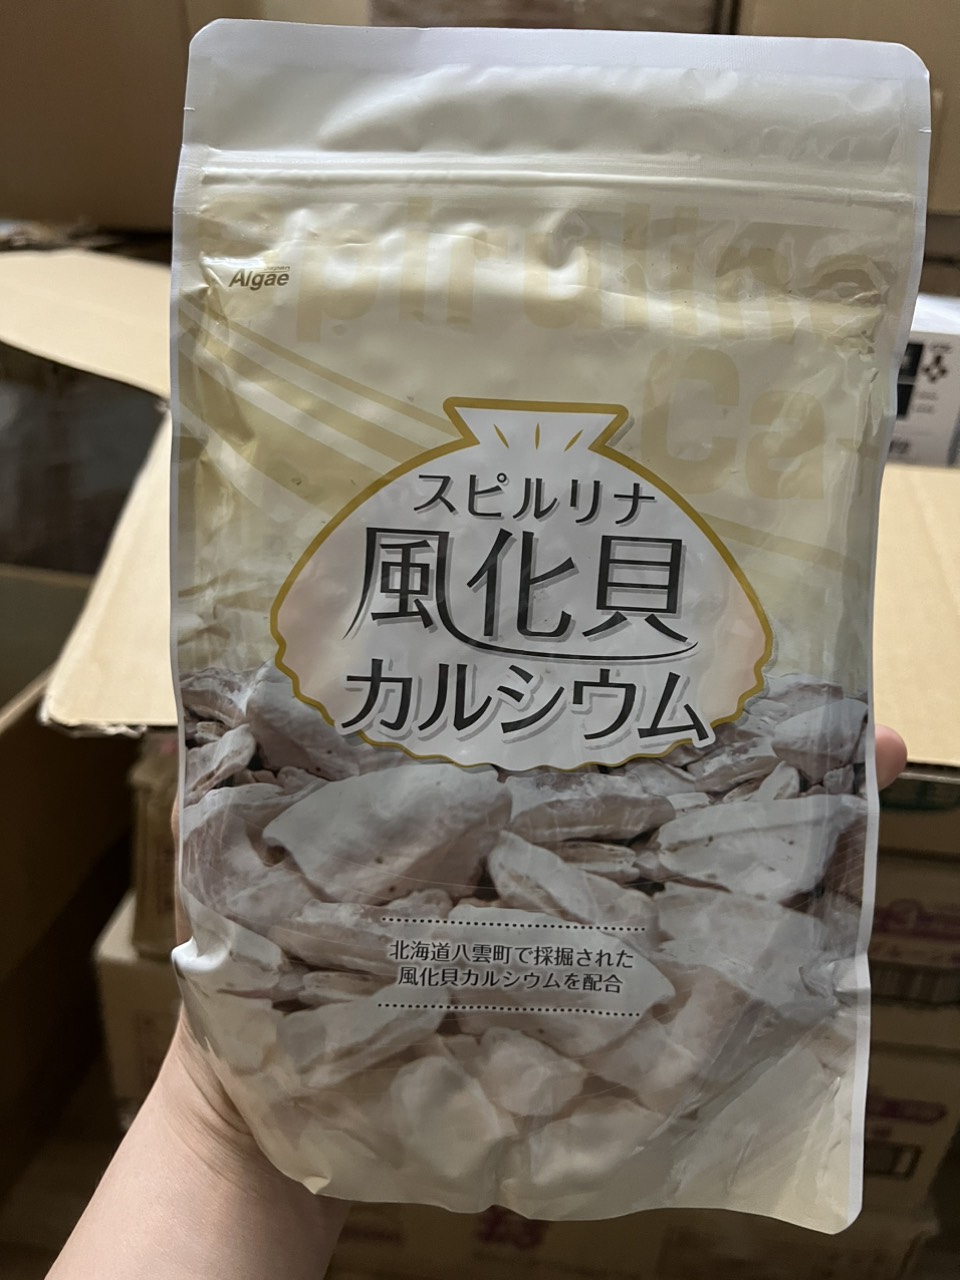 Spirulina
Japan
Algae
Ca
スピルリナ
風化貝
カルシウム
北海道八雲町で採掘された
風化貝カルシウムを配合